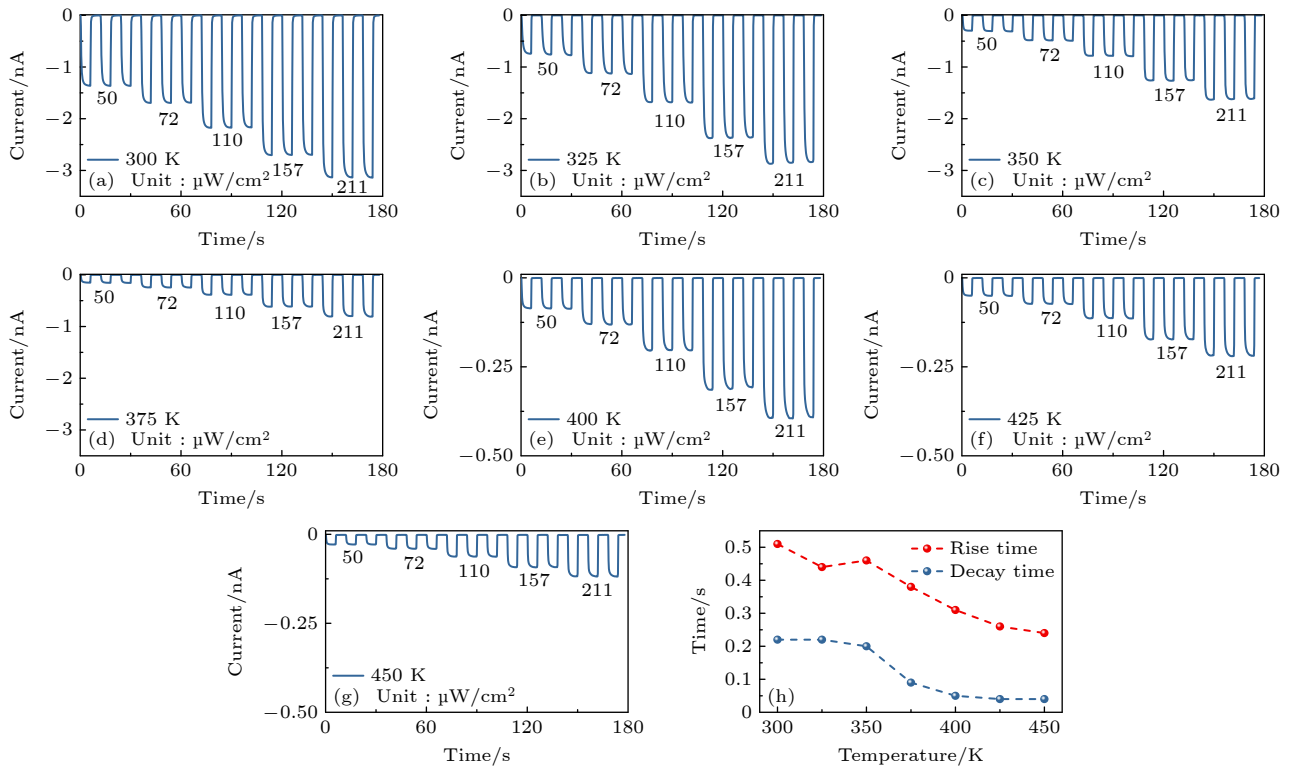 Current/nA
0
−1
−2
−3
50
72
110
157
211
300 K
(a) Unit : µW/cm²
0 60 120 180
Time/s
Current/nA
0
−1
−2
−3
50
72
110
157
211
325 K
(b) Unit : µW/cm²
0 60 120 180
Time/s
Current/nA
0
−1
−2
−3
50
72
110
157
211
350 K
(c) Unit : µW/cm²
0 60 120 180
Time/s
Current/nA
0
−1
−2
−3
50
72
110
157
211
375 K
(d) Unit : µW/cm²
0 60 120 180
Time/s
Current/nA
0
−0.25
−0.50
50
72
110
157
211
400 K
(e) Unit : µW/cm²
0 60 120 180
Time/s
Current/nA
0
−0.25
−0.50
50
72
110
157
211
425 K
(f) Unit : µW/cm²
0 60 120 180
Time/s
Current/nA
0
−0.25
−0.50
50
72
110
157
211
450 K
(g) Unit : µW/cm²
0 60 120 180
Time/s
Time/s
0.5
0.4
0.3
0.2
0.1
0
Rise time
Decay time
(h)
300 350 400 450
Temperature/K